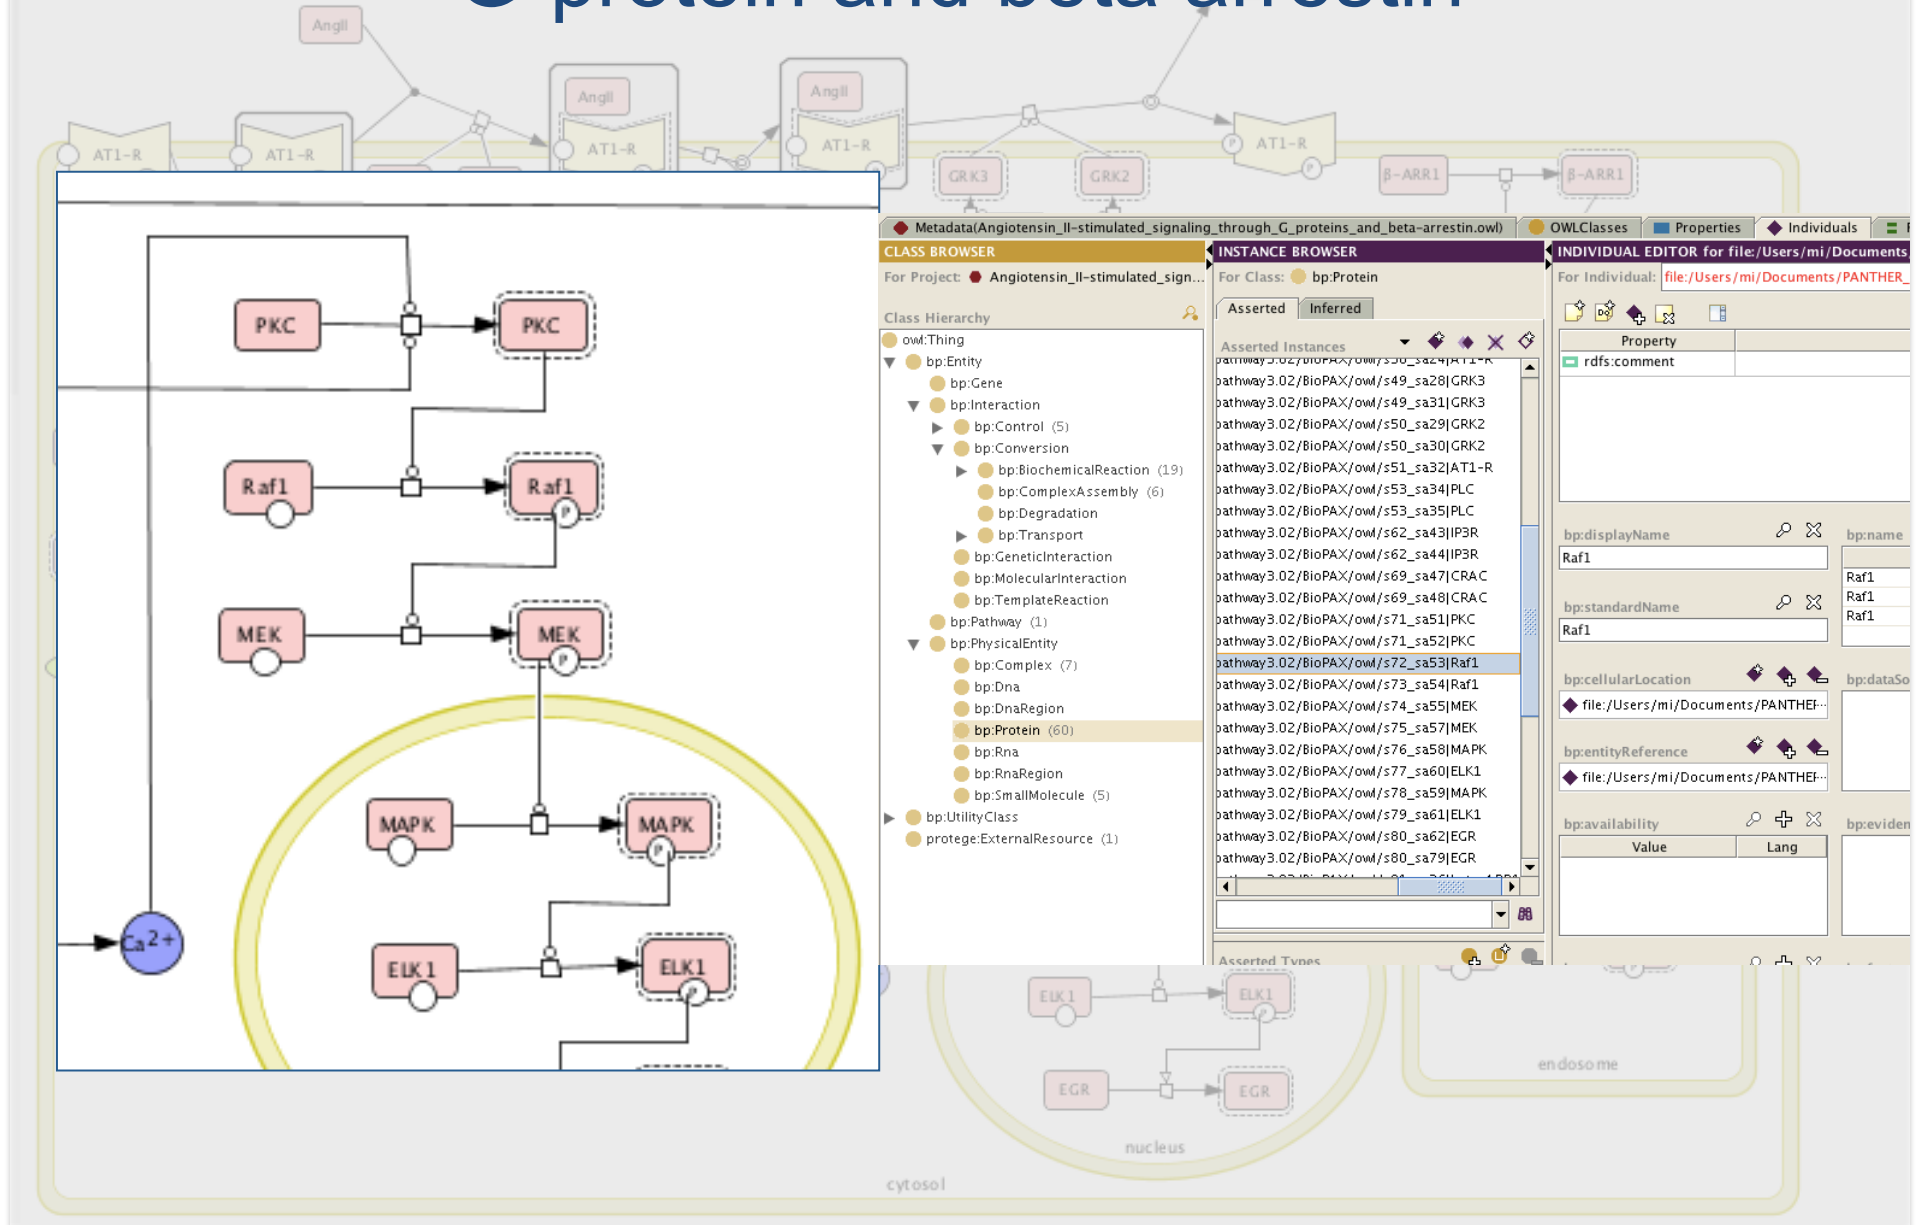 G protein and beta-arrestin
AngII
AngII
AngII
AT1-R
AT1-R
AT1-R
AT1-R
P
P
AT1-R
P
GRK3
GRK2
β-ARR1
β-ARR1
PKC
PKC
Raf1
Raf1
P
MEK
MEK
P
MAPK
MAPK
P
Ca2+
ELK1
ELK1
P
Metadata(Angiotensin_II-stimulated_signaling_through_G_proteins_and_beta-arrestin.owl)
OWLClasses
Properties
Individuals
CLASS BROWSER
For Project: Angiotensin_II-stimulated_sign...
Class Hierarchy
owl:Thing
bp:Entity
bp:Gene
bp:Interaction
bp:Control (5)
bp:Conversion
bp:BiochemicalReaction (19)
bp:ComplexAssembly (6)
bp:Degradation
bp:Transport
bp:GeneticInteraction
bp:MolecularInteraction
bp:TemplateReaction
bp:Pathway (1)
bp:PhysicalEntity
bp:Complex (7)
bp:Dna
bp:DnaRegion
bp:Protein (60)
bp:Rna
bp:RnaRegion
bp:SmallMolecule (5)
bp:UtilityClass
protege:ExternalResource (1)
INSTANCE BROWSER
For Class: bp:Protein
Asserted
Inferred
Asserted Instances
pathway3.02/BioPAX/owl/s49_sa28|GRK3
pathway3.02/BioPAX/owl/s49_sa31|GRK3
pathway3.02/BioPAX/owl/s50_sa29|GRK2
pathway3.02/BioPAX/owl/s50_sa30|GRK2
pathway3.02/BioPAX/owl/s51_sa32|AT1-R
pathway3.02/BioPAX/owl/s53_sa34|PLC
pathway3.02/BioPAX/owl/s53_sa35|PLC
pathway3.02/BioPAX/owl/s62_sa43|IP3R
pathway3.02/BioPAX/owl/s62_sa44|IP3R
pathway3.02/BioPAX/owl/s69_sa47|CRAC
pathway3.02/BioPAX/owl/s69_sa48|CRAC
pathway3.02/BioPAX/owl/s71_sa51|PKC
pathway3.02/BioPAX/owl/s71_sa52|PKC
pathway3.02/BioPAX/owl/s72_sa53|Raf1
pathway3.02/BioPAX/owl/s73_sa54|Raf1
pathway3.02/BioPAX/owl/s74_sa55|MEK
pathway3.02/BioPAX/owl/s75_sa57|MEK
pathway3.02/BioPAX/owl/s76_sa58|MAPK
pathway3.02/BioPAX/owl/s77_sa60|ELK1
pathway3.02/BioPAX/owl/s78_sa59|MAPK
pathway3.02/BioPAX/owl/s79_sa61|ELK1
pathway3.02/BioPAX/owl/s80_sa62|EGR
pathway3.02/BioPAX/owl/s80_sa79|EGR
Asserted Types
INDIVIDUAL EDITOR for file:/Users/mi/Documents
For Individual: file:/Users/mi/Documents/PANTHER_
Property
rdfs:comment
bp:displayName
bp:name
Raf1
Raf1
Raf1
Raf1
bp:standardName
Raf1
bp:cellularLocation
bp:dataSo
file:/Users/mi/Documents/PANTHER...
bp:entityReference
file:/Users/mi/Documents/PANTHER...
bp:availability
bp:eviden
Value
Lang
ELK1
ELK1
P
EGR
EGR
nucleus
endosome
cytosol